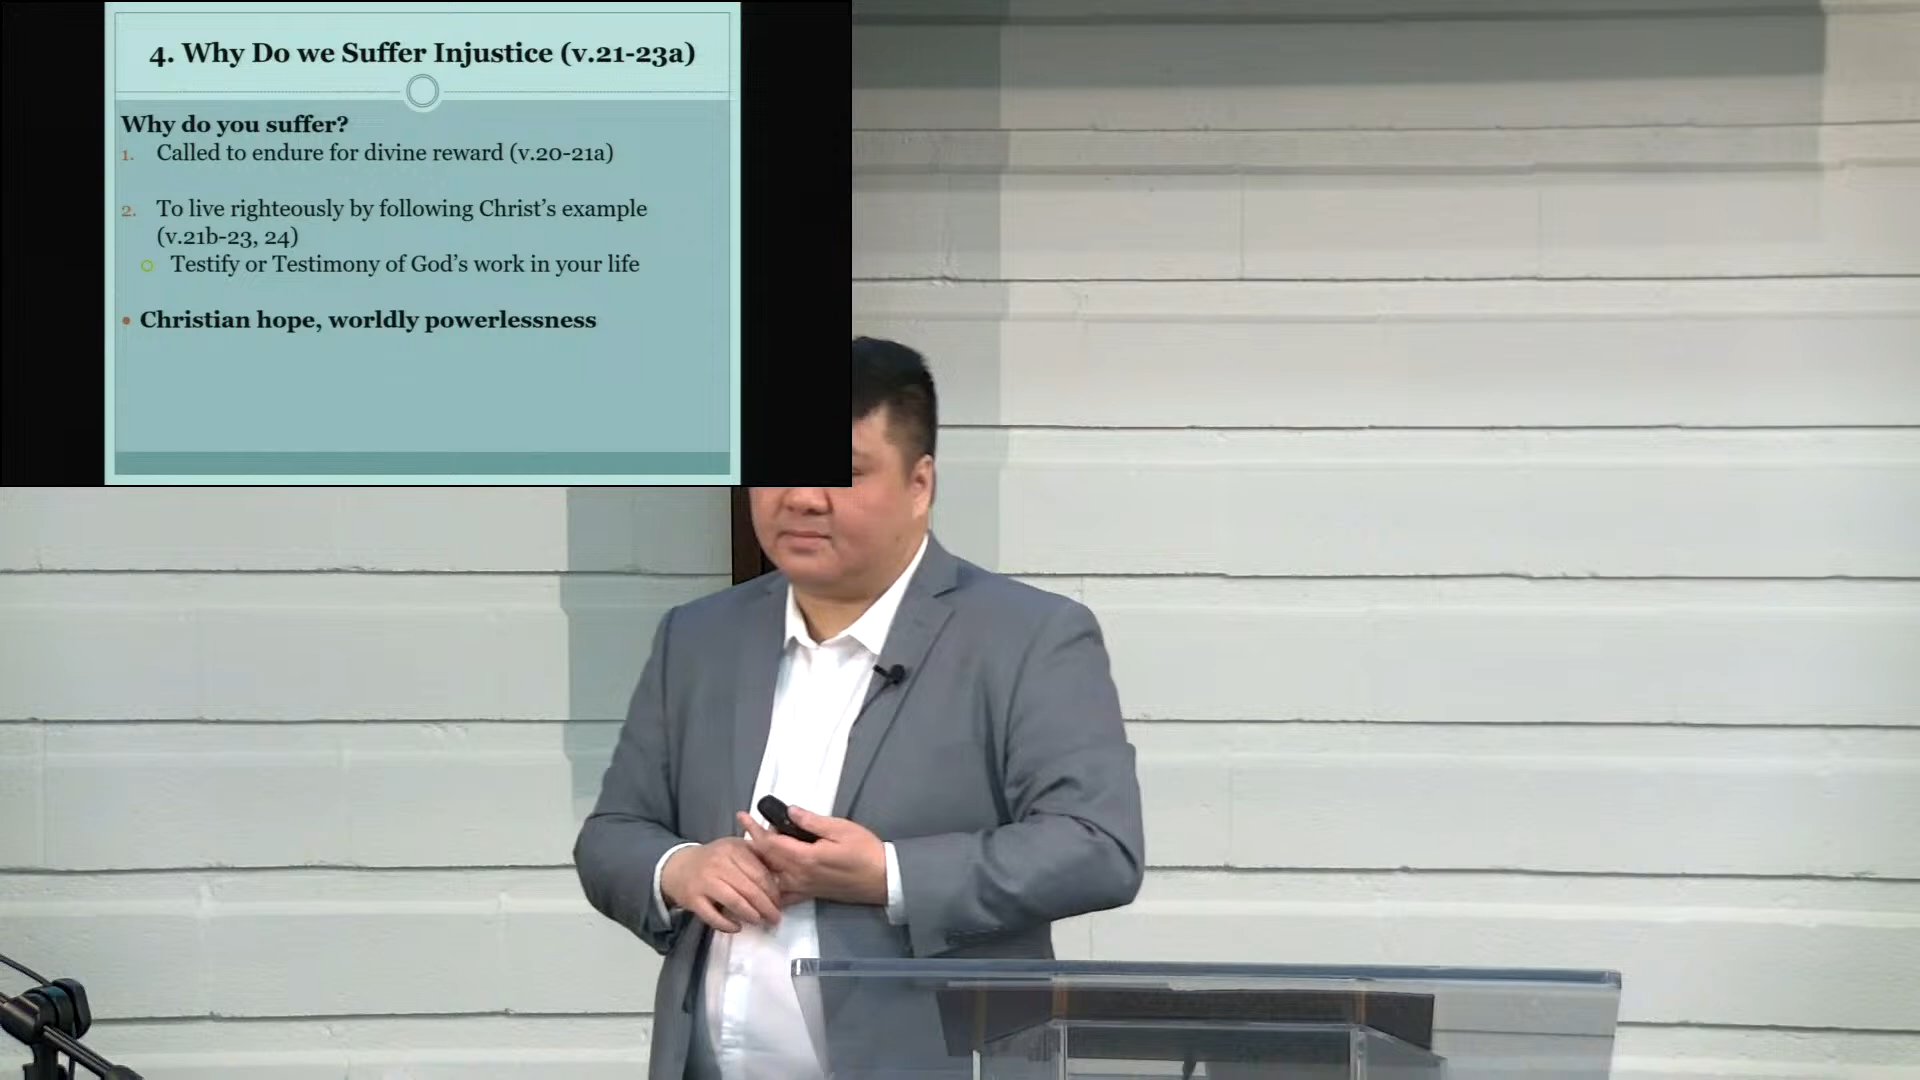 4. Why Do we Suffer Injustice (v.21-23a)
Why do you suffer?
1. Called to endure for divine reward (v.20-21a)
2. To live righteously by following Christ's example
(v.21b-23, 24)
Testify or Testimony of God's work in your life
• Christian hope, worldly powerlessness